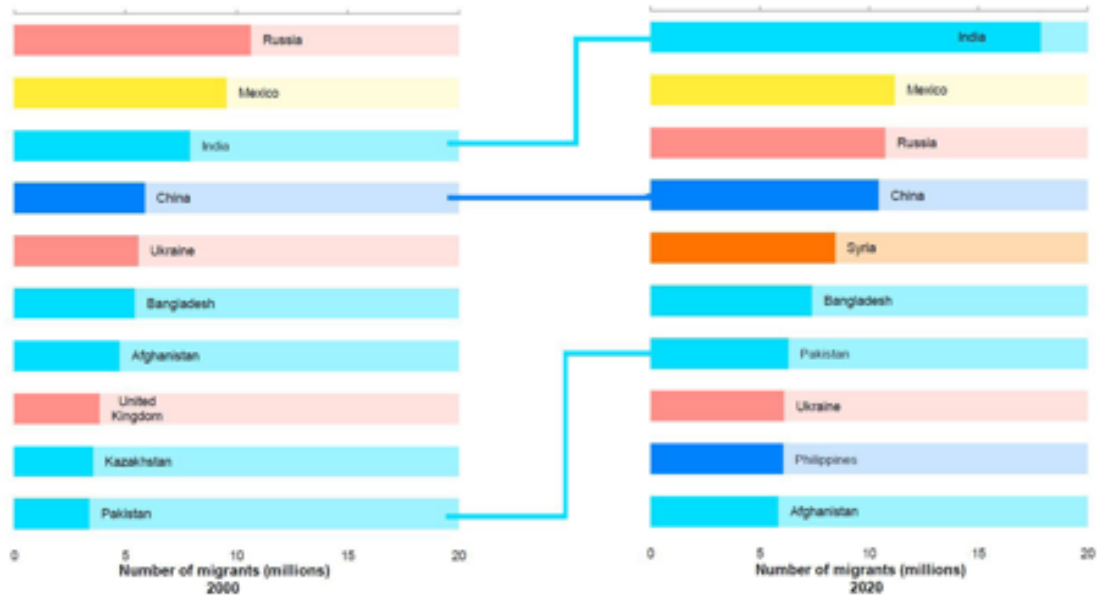 Russia
Mexico
India
China
Ukraine
Bangladesh
Afghanistan
United
Kingdom
Kazakhstan
Pakistan
0 5 10 15 20
Number of migrants (millions)
2000
India
Mexico
Russia
China
Syria
Bangladesh
Pakistan
Ukraine
Philippines
Afghanistan
0 5 10 15 20
Number of migrants (millions)
2020